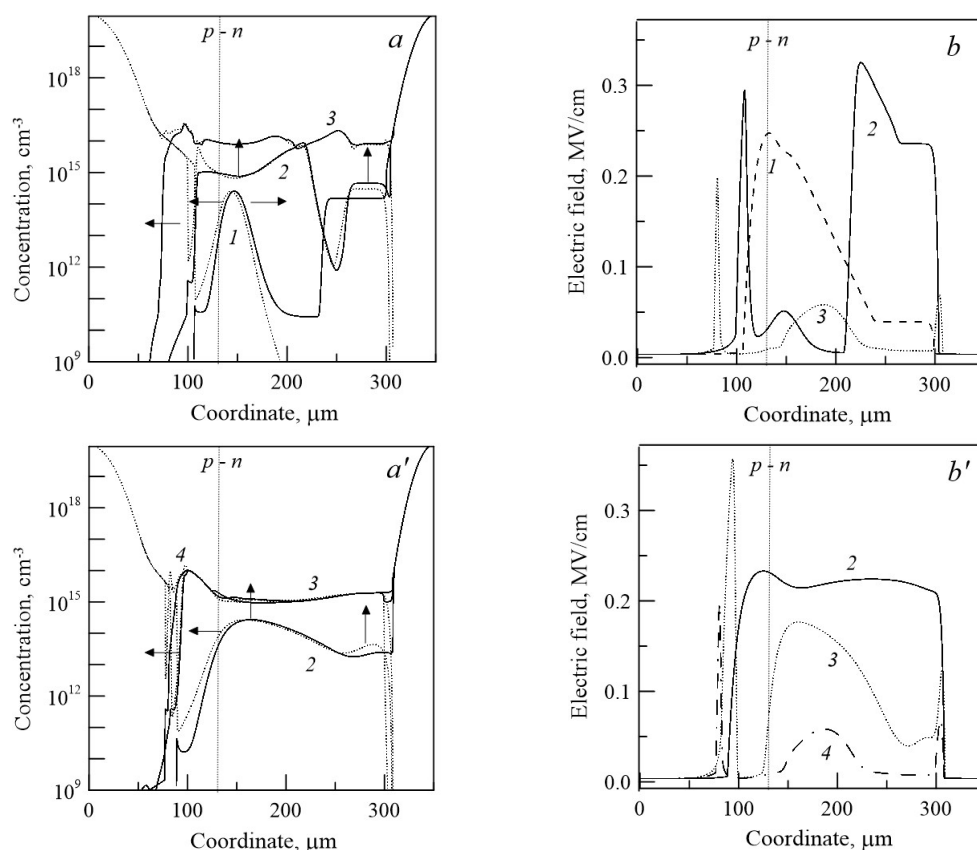 p - n
a
10^18
10^15
10^12
10^9
Concentration, cm^-3
1
2
3
0 100 200 300
Coordinate, μm
p - n
b
0.3
0.2
0.1
0.0
Electric field, MV/cm
1
2
3
0 100 200 300
Coordinate, μm
p - n
a'
10^18
10^15
10^12
10^9
Concentration, cm^-3
4
3
2
0 100 200 300
Coordinate, μm
p - n
b'
0.3
0.2
0.1
0.0
Electric field, MV/cm
2
3
4
0 100 200 300
Coordinate, μm